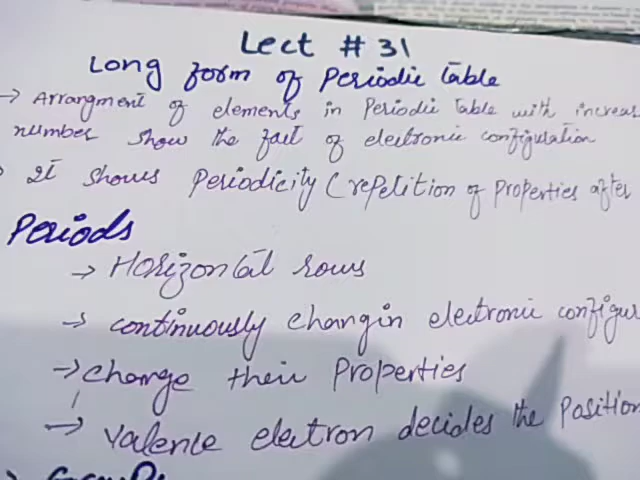 Lect # 31
Long form of Periodic table
→ Arrangment of elements in Periodic table with increas
number show the fact of electronic configuration
It shows Periodicity (repetition of Properties after
Periods
→ Horizontal rows
→ continuously changin electronic configur
→ change their Properties
→ Valence electron decides the Position